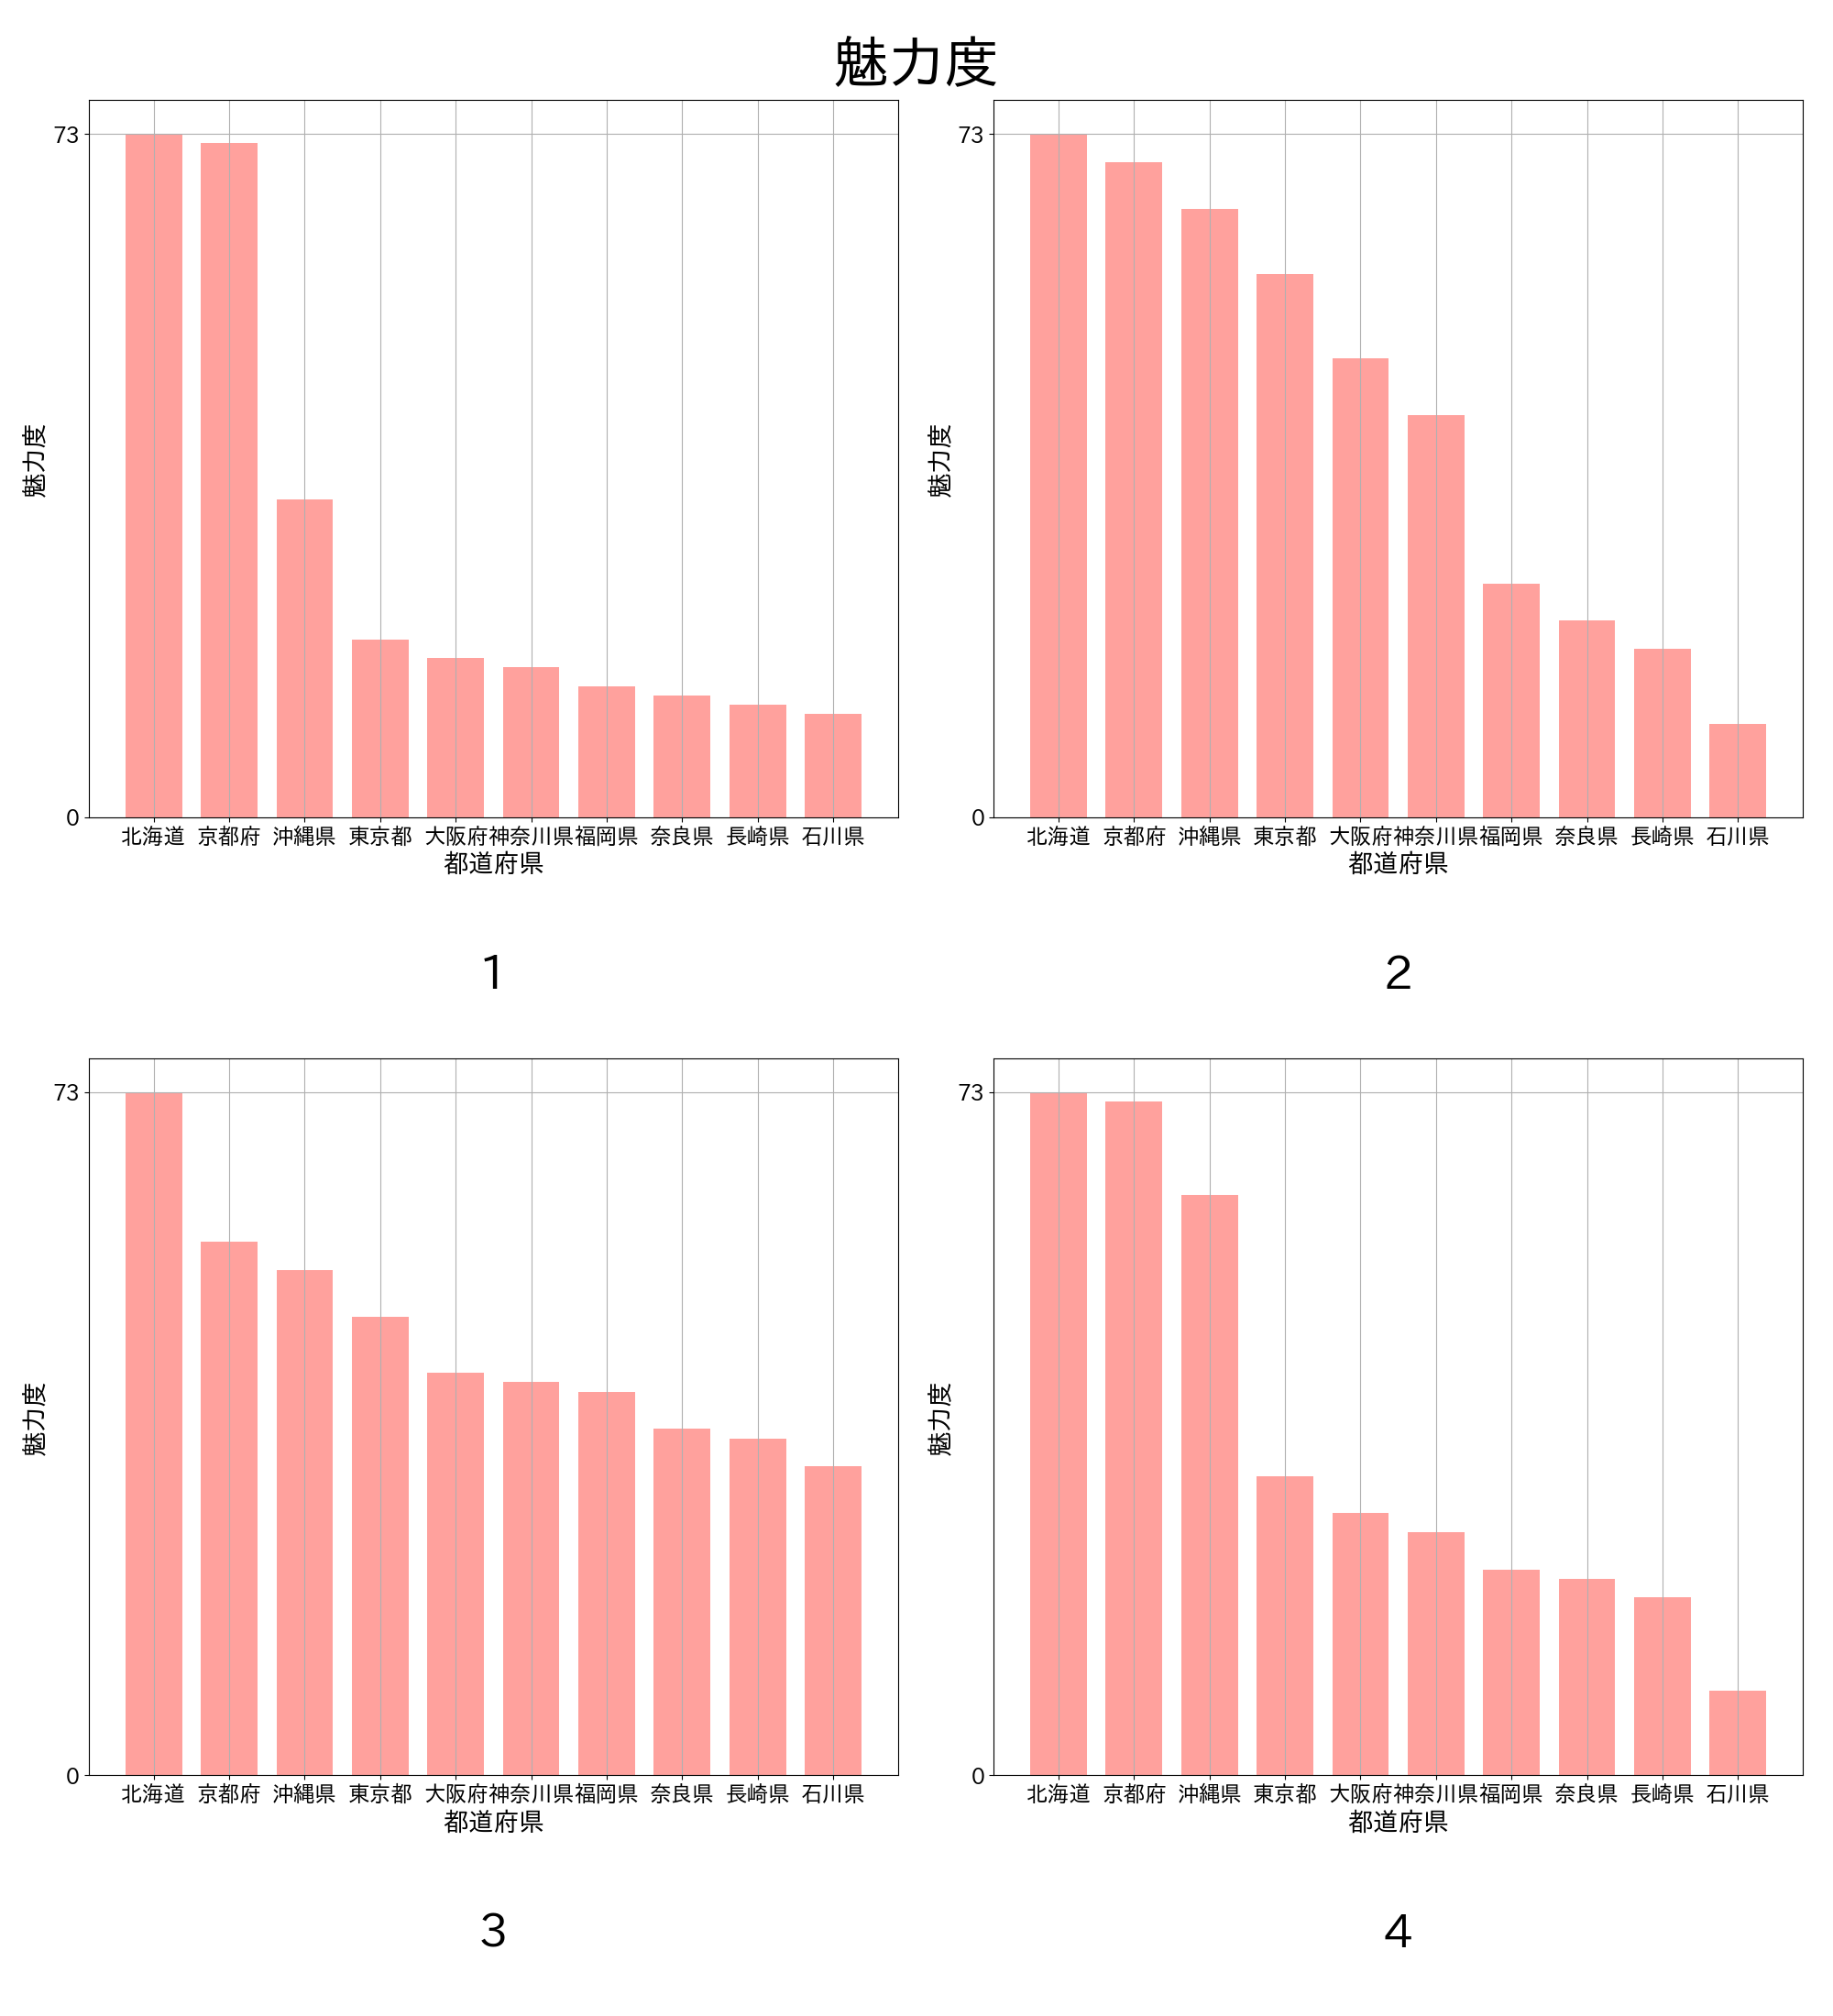 魅力度
73
魅力度
0
北海道 京都府 沖縄県 東京都 大阪府 神奈川県 福岡県 奈良県 長崎県 石川県
都道府県
1
73
魅力度
0
北海道 京都府 沖縄県 東京都 大阪府 神奈川県 福岡県 奈良県 長崎県 石川県
都道府県
2
73
魅力度
0
北海道 京都府 沖縄県 東京都 大阪府 神奈川県 福岡県 奈良県 長崎県 石川県
都道府県
3
73
魅力度
0
北海道 京都府 沖縄県 東京都 大阪府 神奈川県 福岡県 奈良県 長崎県 石川県
都道府県
4